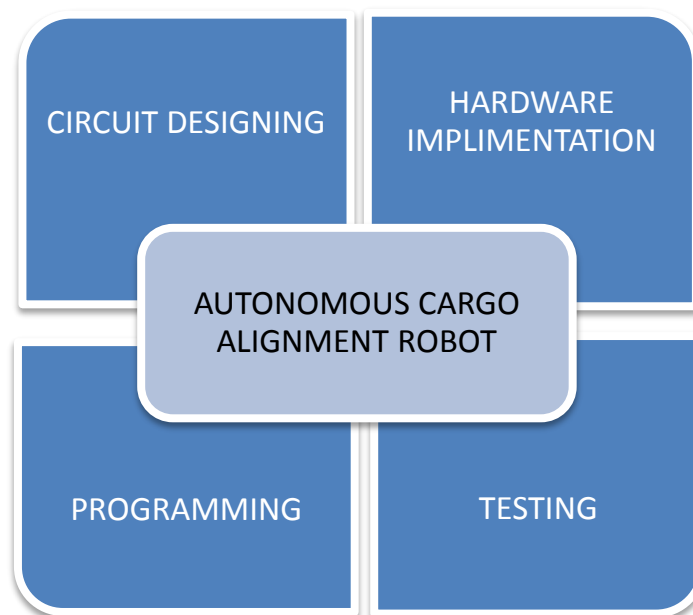 CIRCUIT DESIGNING
HARDWARE
IMPLIMENTATION
AUTONOMOUS CARGO
ALIGNMENT ROBOT
PROGRAMMING
TESTING